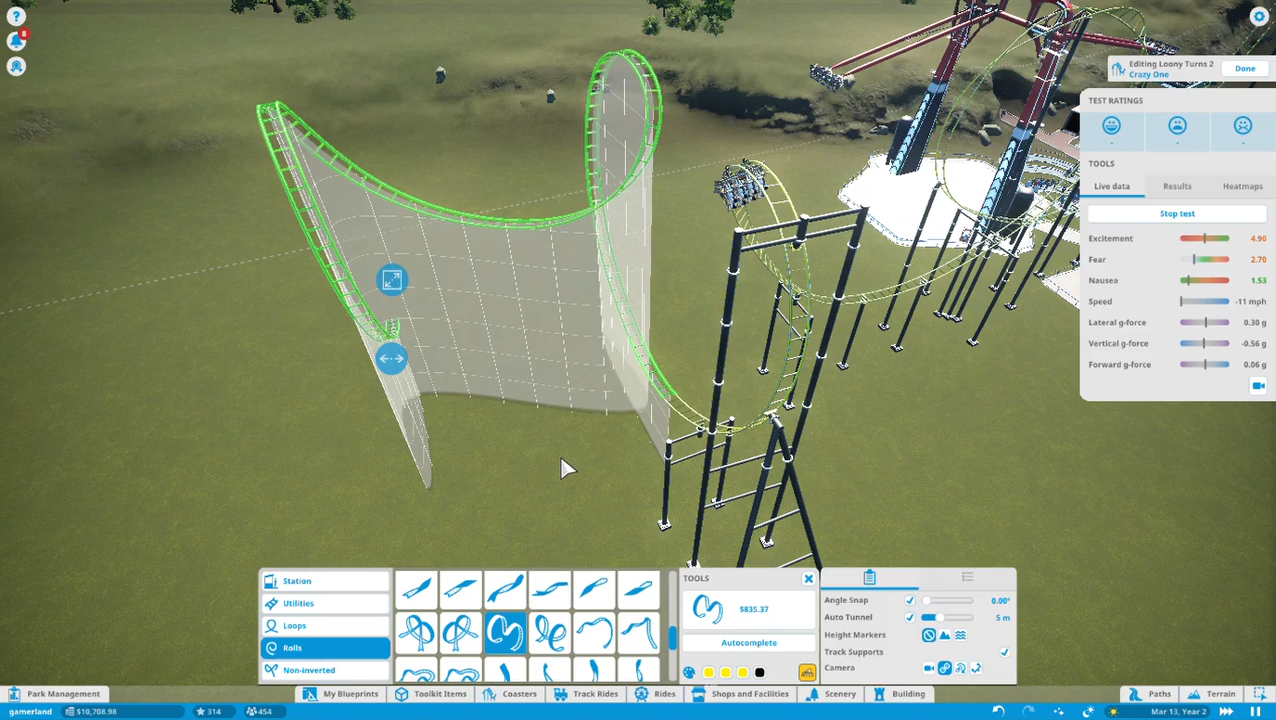 ?
8
Editing Loony Turns 2
Crazy One
Done
TEST RATINGS
- - -
TOOLS
Live data Results Heatmaps
Stop test
Excitement 4.90
Fear 2.70
Nausea 1.53
Speed -11 mph
Lateral g-force 0.30 g
Vertical g-force -0.56 g
Forward g-force 0.06 g
Station
Utilities
Loops
Rolls
Non-inverted
TOOLS
$835.37
Autocomplete
Angle Snap 0.00°
Auto Tunnel 5 m
Height Markers
Track Supports
Camera
Park Management My Blueprints Toolkit Items Coasters Track Rides Rides Shops and Facilities Scenery Building Paths Terrain
gamerland $10,708.98 314 454 Mar 13, Year 2